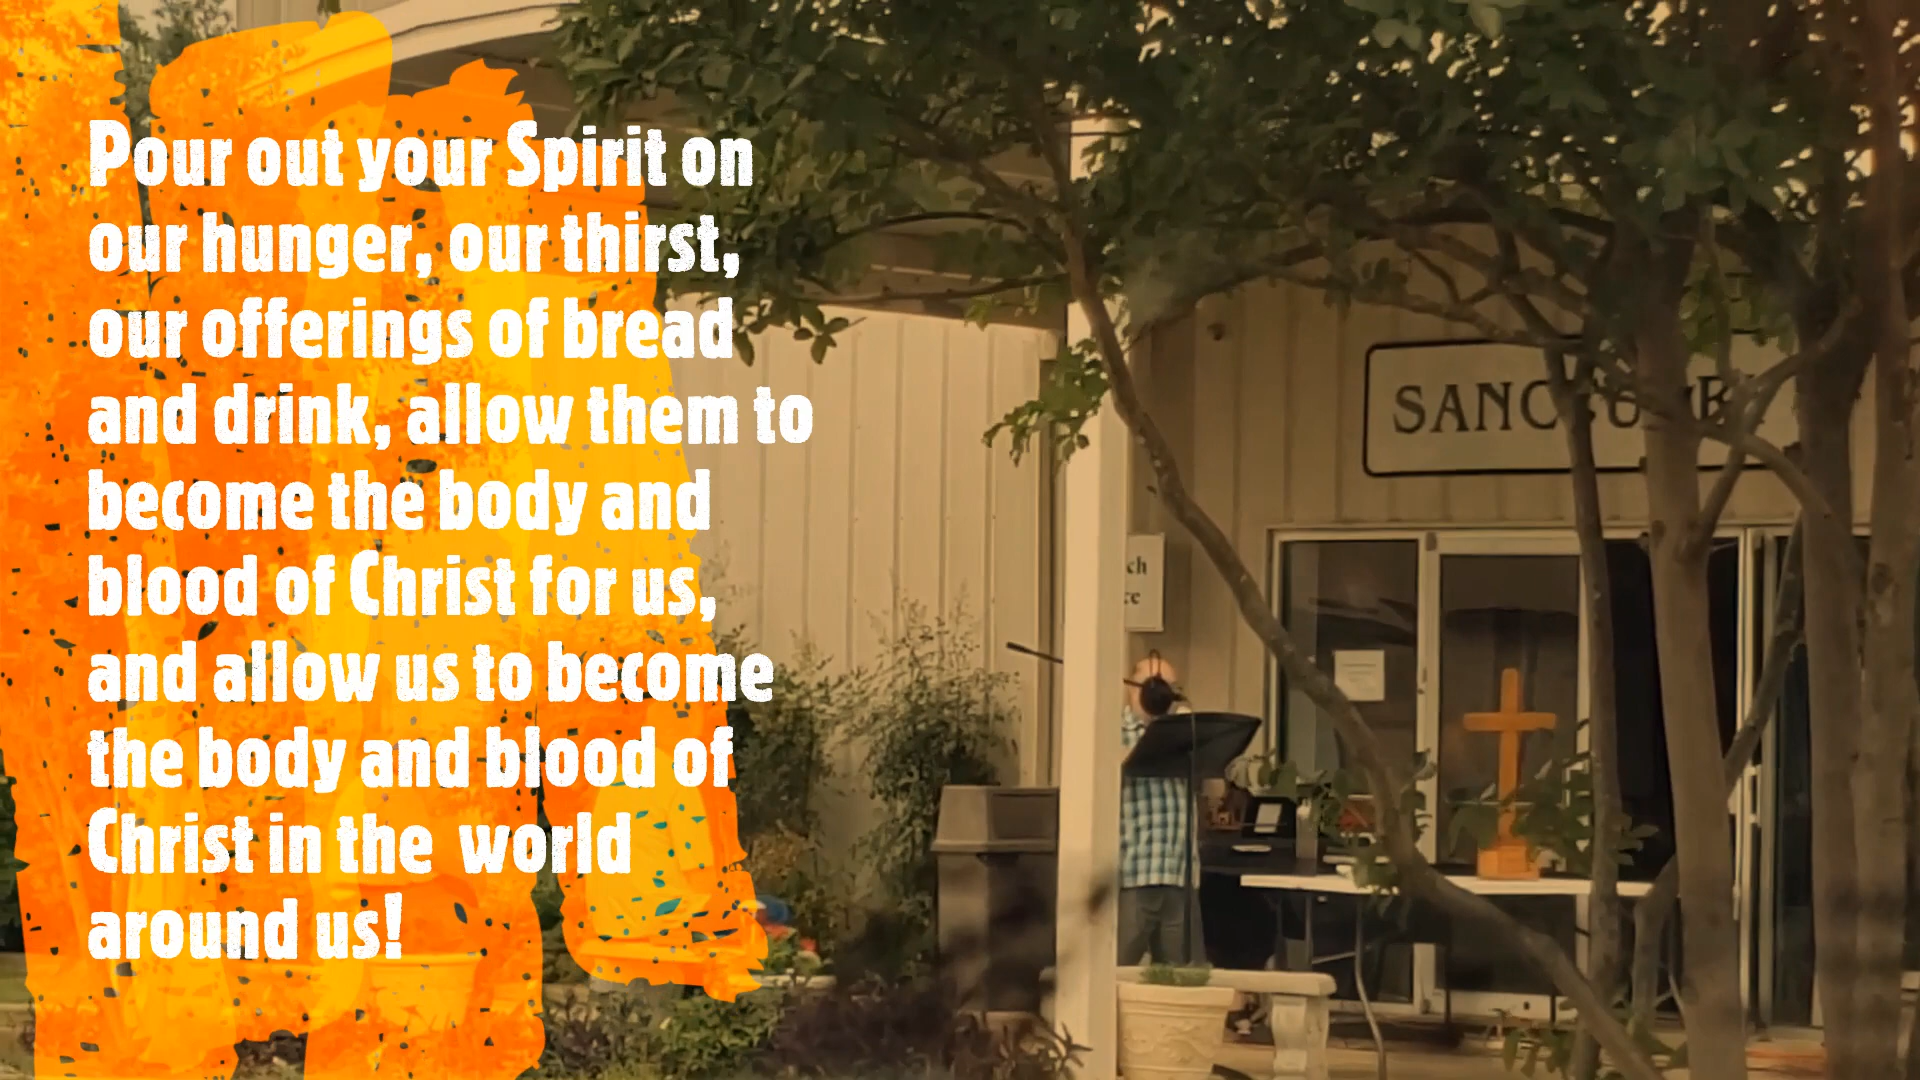 Pour out your Spirit on
our hunger, our thirst,
our offerings of bread
and drink, allow them to
become the body and
blood of Christ for us,
and allow us to become
the body and blood of
Christ in the world
around us!